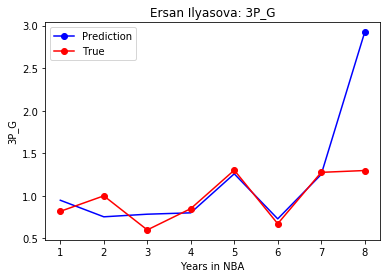 Ersan Ilyasova: 3P_G
Prediction
True
3.0
2.5
2.0
1.5
1.0
0.5
3P_G
1 2 3 4 5 6 7 8
Years in NBA